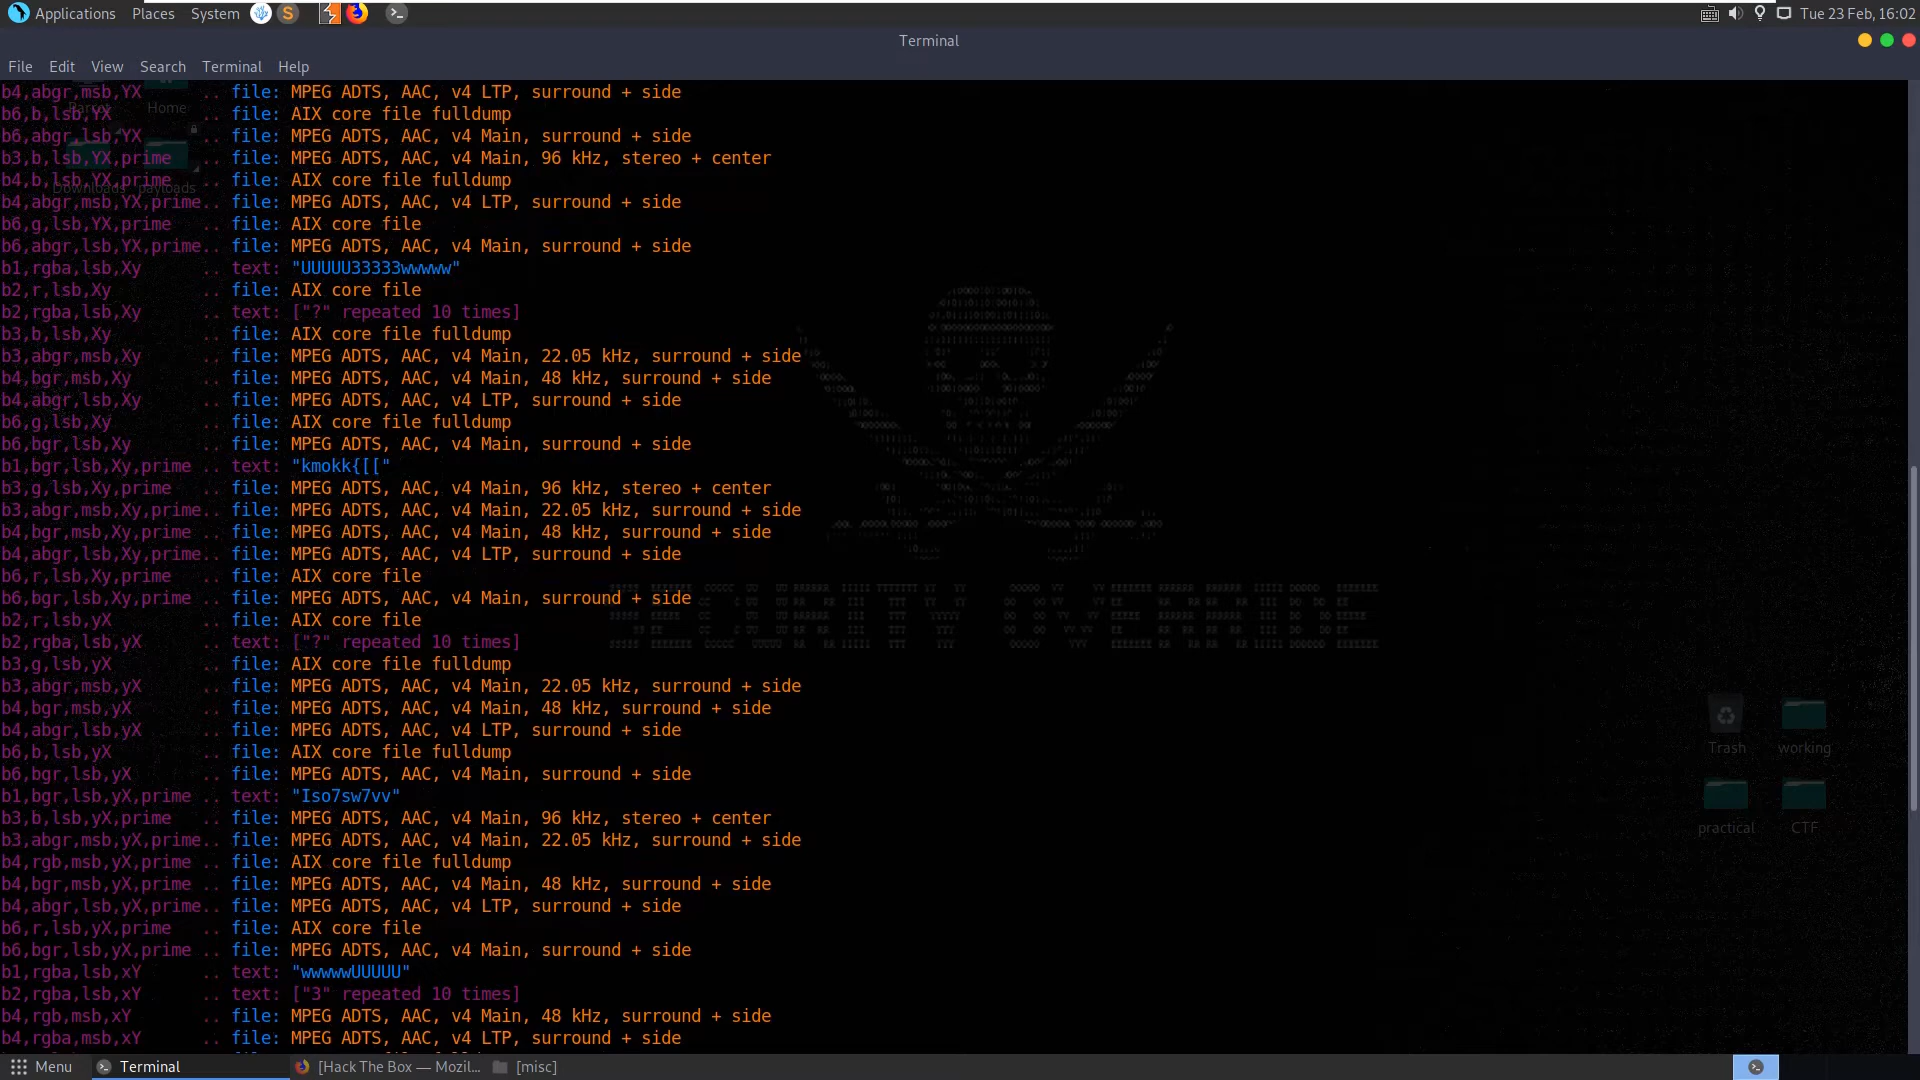 Applications Places System Tue 23 Feb, 16:02
Terminal
File Edit View Search Terminal Help
b4,abgr,msb,YX .. file: MPEG ADTS, AAC, v4 LTP, surround + side
b6,b,lsb,YX .. file: AIX core file fulldump
b6,abgr,lsb,YX .. file: MPEG ADTS, AAC, v4 Main, surround + side
b3,b,lsb,YX,prime .. file: MPEG ADTS, AAC, v4 Main, 96 kHz, stereo + center
b4,b,lsb,YX,prime .. file: AIX core file fulldump
b4,abgr,msb,YX,prime.. file: MPEG ADTS, AAC, v4 LTP, surround + side
b6,g,lsb,YX,prime .. file: AIX core file
b6,abgr,lsb,YX,prime.. file: MPEG ADTS, AAC, v4 Main, surround + side
b1,rgba,lsb,Xy .. text: "UUUUU33333wwwww"
b2,r,lsb,Xy .. file: AIX core file
b2,rgba,lsb,Xy .. text: ["?" repeated 10 times]
b3,b,lsb,Xy .. file: AIX core file fulldump
b3,abgr,msb,Xy .. file: MPEG ADTS, AAC, v4 Main, 22.05 kHz, surround + side
b4,bgr,msb,Xy .. file: MPEG ADTS, AAC, v4 Main, 48 kHz, surround + side
b4,abgr,lsb,Xy .. file: MPEG ADTS, AAC, v4 LTP, surround + side
b6,g,lsb,Xy .. file: AIX core file fulldump
b6,bgr,lsb,Xy .. file: MPEG ADTS, AAC, v4 Main, surround + side
b1,bgr,lsb,Xy,prime .. text: "kmokk{[["
b3,g,lsb,Xy,prime .. file: MPEG ADTS, AAC, v4 Main, 96 kHz, stereo + center
b3,abgr,msb,Xy,prime.. file: MPEG ADTS, AAC, v4 Main, 22.05 kHz, surround + side
b4,bgr,msb,Xy,prime .. file: MPEG ADTS, AAC, v4 Main, 48 kHz, surround + side
b4,abgr,lsb,Xy,prime.. file: MPEG ADTS, AAC, v4 LTP, surround + side
b6,r,lsb,Xy,prime .. file: AIX core file
b6,bgr,lsb,Xy,prime .. file: MPEG ADTS, AAC, v4 Main, surround + side
b2,r,lsb,yX .. file: AIX core file
b2,rgba,lsb,yX .. text: ["?" repeated 10 times]
b3,g,lsb,yX .. file: AIX core file fulldump
b3,abgr,msb,yX .. file: MPEG ADTS, AAC, v4 Main, 22.05 kHz, surround + side
b4,bgr,msb,yX .. file: MPEG ADTS, AAC, v4 Main, 48 kHz, surround + side
b4,abgr,lsb,yX .. file: MPEG ADTS, AAC, v4 LTP, surround + side
b6,b,lsb,yX .. file: AIX core file fulldump
b6,bgr,lsb,yX .. file: MPEG ADTS, AAC, v4 Main, surround + side
b1,bgr,lsb,yX,prime .. text: "Iso7sw7vv"
b3,b,lsb,yX,prime .. file: MPEG ADTS, AAC, v4 Main, 96 kHz, stereo + center
b3,abgr,msb,yX,prime.. file: MPEG ADTS, AAC, v4 Main, 22.05 kHz, surround + side
b4,rgb,msb,yX,prime .. file: AIX core file fulldump
b4,bgr,msb,yX,prime .. file: MPEG ADTS, AAC, v4 Main, 48 kHz, surround + side
b4,abgr,lsb,yX,prime.. file: MPEG ADTS, AAC, v4 LTP, surround + side
b6,r,lsb,yX,prime .. file: AIX core file
b6,bgr,lsb,yX,prime .. file: MPEG ADTS, AAC, v4 Main, surround + side
b1,rgba,lsb,xY .. text: "wwwwwUUUUU"
b2,rgba,lsb,xY .. text: ["3" repeated 10 times]
b4,rgb,msb,xY .. file: MPEG ADTS, AAC, v4 Main, 48 kHz, surround + side
b4,rgba,msb,xY .. file: MPEG ADTS, AAC, v4 LTP, surround + side
Home
Downloads payloads
SECURITY OVERRIDE
Trash working
practical CTF
Menu Terminal [Hack The Box — Mozil... [misc]